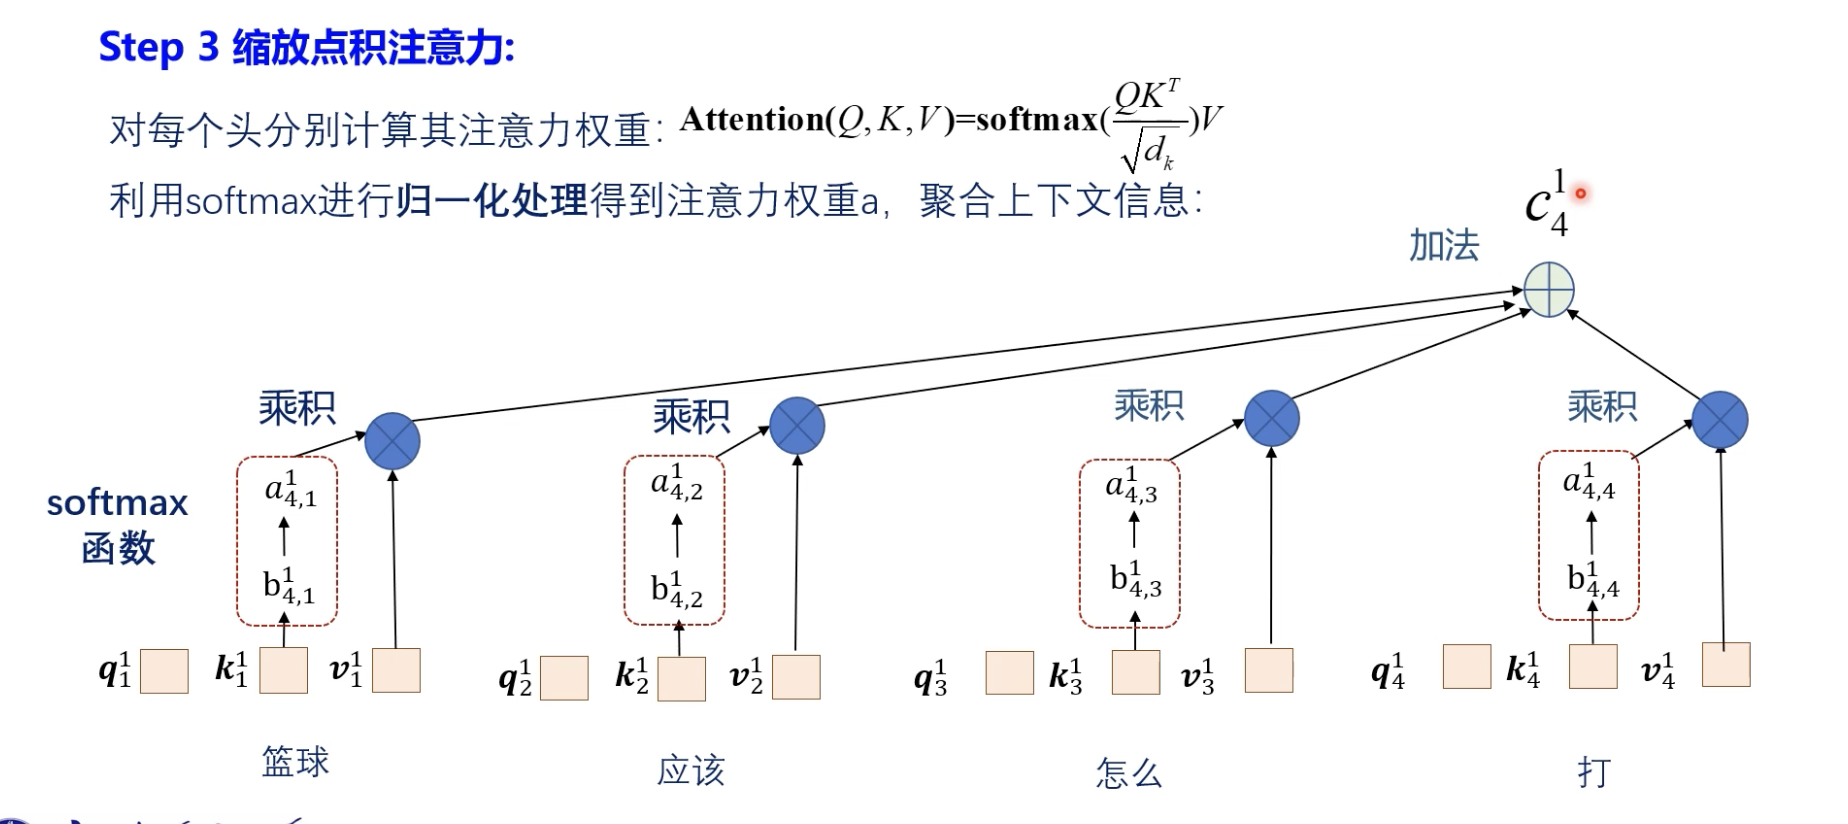 Step 3 缩放点积注意力:
对每个头分别计算其注意力权重: Attention(Q, K, V)=softmax(QK^T/√d_k)V
利用softmax进行归一化处理得到注意力权重a, 聚合上下文信息:
c_4^1
加法
乘积 乘积 乘积 乘积
softmax
函数
a_{4,1}^1 a_{4,2}^1 a_{4,3}^1 a_{4,4}^1
b_{4,1}^1 b_{4,2}^1 b_{4,3}^1 b_{4,4}^1
q_1^1 k_1^1 v_1^1 q_2^1 k_2^1 v_2^1 q_3^1 k_3^1 v_3^1 q_4^1 k_4^1 v_4^1
篮球 应该 怎么 打